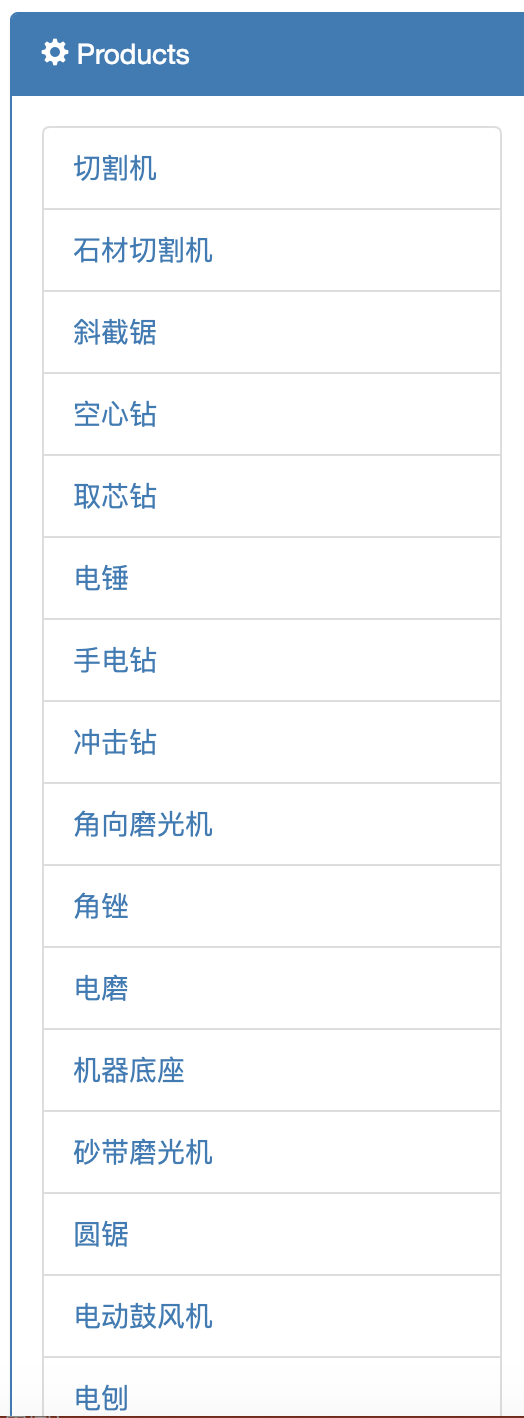 Products
切割机
石材切割机
斜截锯
空心钻
取芯钻
电锤
手电钻
冲击钻
角向磨光机
角锉
电磨
机器底座
砂带磨光机
圆锯
电动鼓风机
电刨